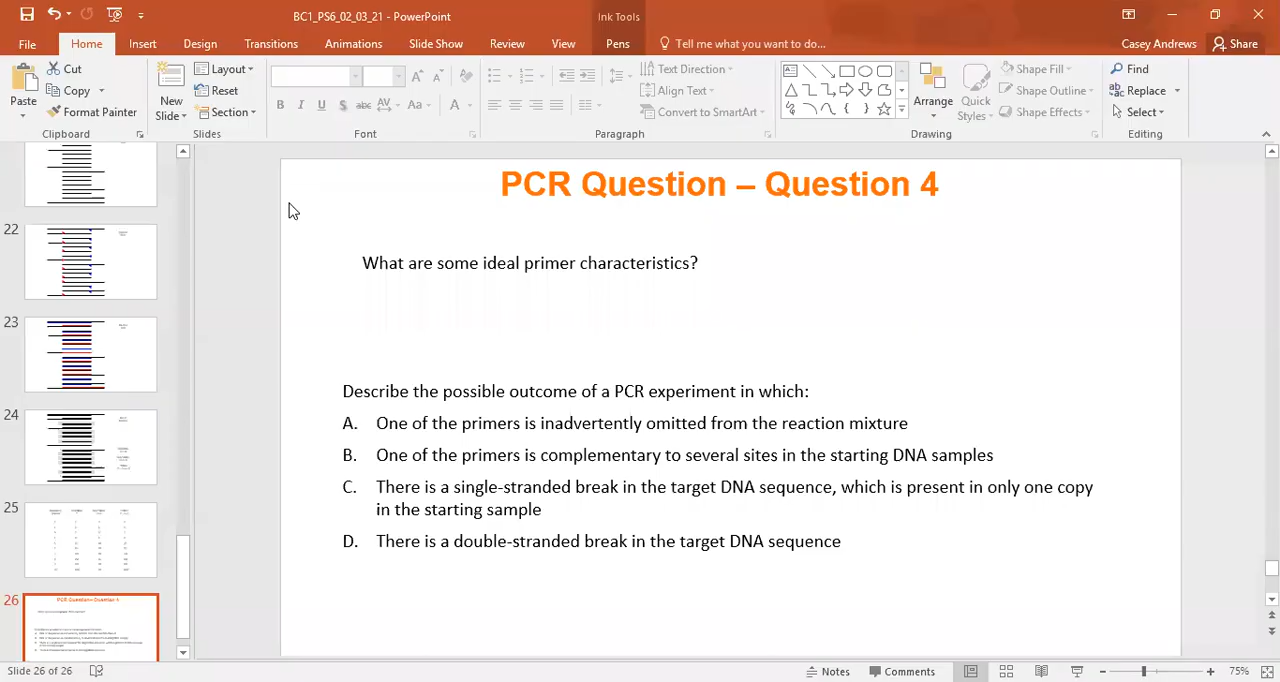 BC1_PS6_02_03_21 - PowerPoint
Ink Tools
File Home Insert Design Transitions Animations Slide Show Review View Pens Tell me what you want to do... Casey Andrews Share
Paste
Cut
Copy
Format Painter
New Slide
Layout
Reset
Section
Text Direction
Align Text
Convert to SmartArt
Arrange
Quick Styles
Shape Fill
Shape Outline
Shape Effects
Find
Replace
Select
Clipboard Slides Font Paragraph Drawing Editing
22
23
24
25
26
PCR Question – Question 4
What are some ideal primer characteristics?
Describe the possible outcome of a PCR experiment in which:
A. One of the primers is inadvertently omitted from the reaction mixture
B. One of the primers is complementary to several sites in the starting DNA samples
C. There is a single-stranded break in the target DNA sequence, which is present in only one copy
in the starting sample
D. There is a double-stranded break in the target DNA sequence
Slide 26 of 26 Notes Comments 75%